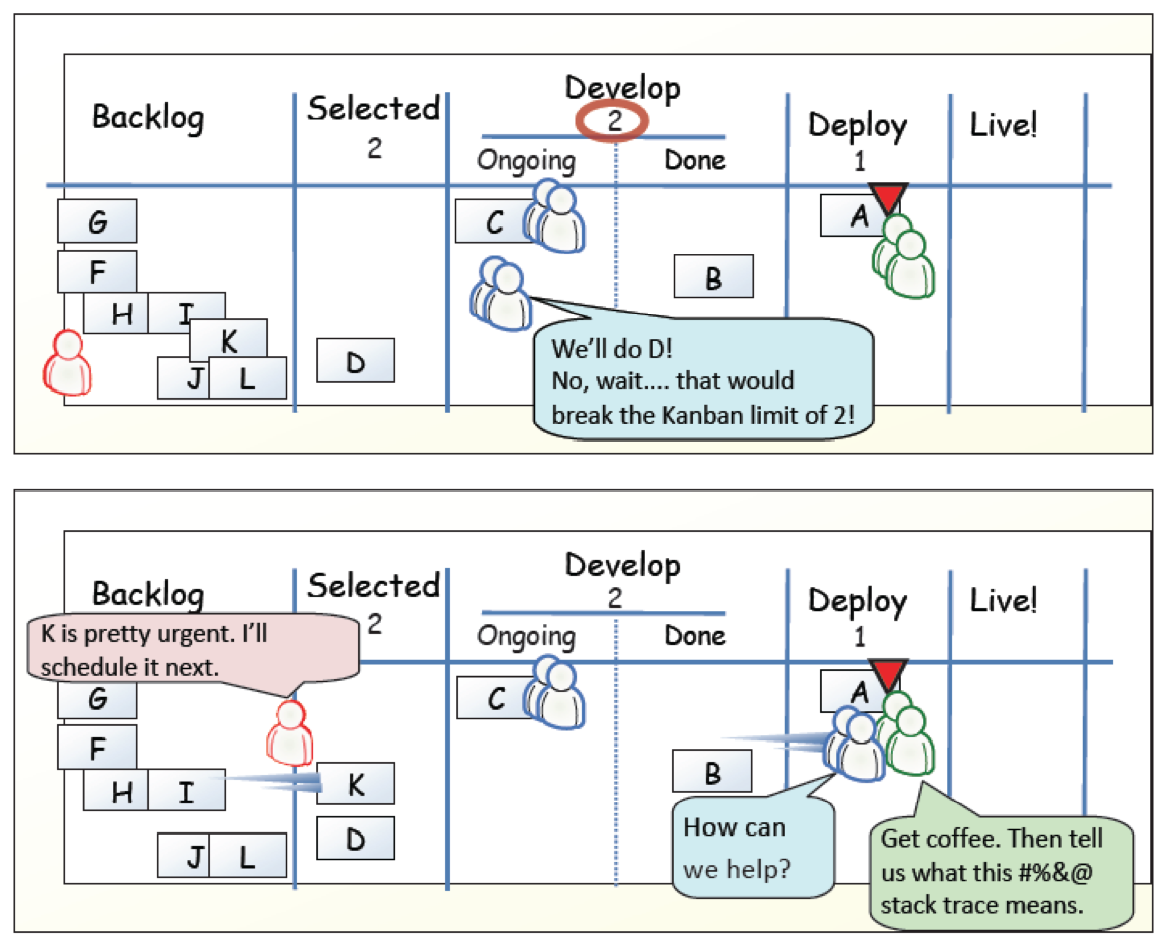 Develop
Backlog
Selected
2
2
Deploy
1
Live!
Ongoing
Done
G
C
A
F
B
H
I
K
D
J
L
We'll do D!
No, wait.... that would
break the Kanban limit of 2!
Develop
Backlog
Selected
2
2
Deploy
1
Live!
K is pretty urgent. I'll
schedule it next.
Ongoing
Done
G
C
A
F
B
H
I
K
D
J
L
How can
we help?
Get coffee. Then tell
us what this #%&@
stack trace means.